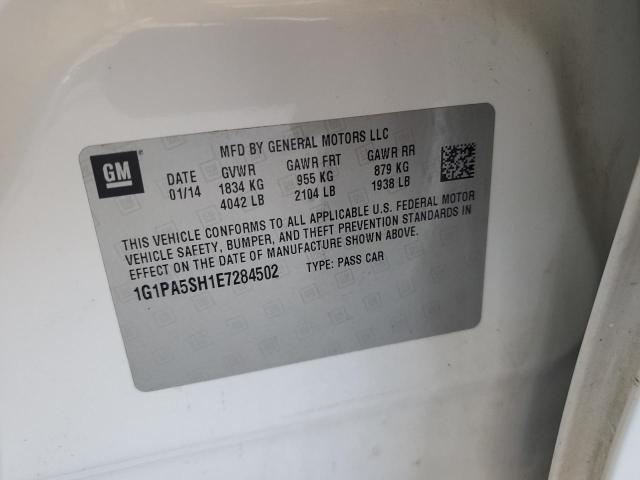 MFD BY GENERAL MOTORS LLC
GM
DATE GVWR GAWR FRT GAWR RR
01/14 1834 KG 955 KG 879 KG
4042 LB 2104 LB 1938 LB
THIS VEHICLE CONFORMS TO ALL APPLICABLE U.S. FEDERAL MOTOR
VEHICLE SAFETY, BUMPER, AND THEFT PREVENTION STANDARDS IN
EFFECT ON THE DATE OF MANUFACTURE SHOWN ABOVE.
1G1PA5SH1E7284502 TYPE: PASS CAR